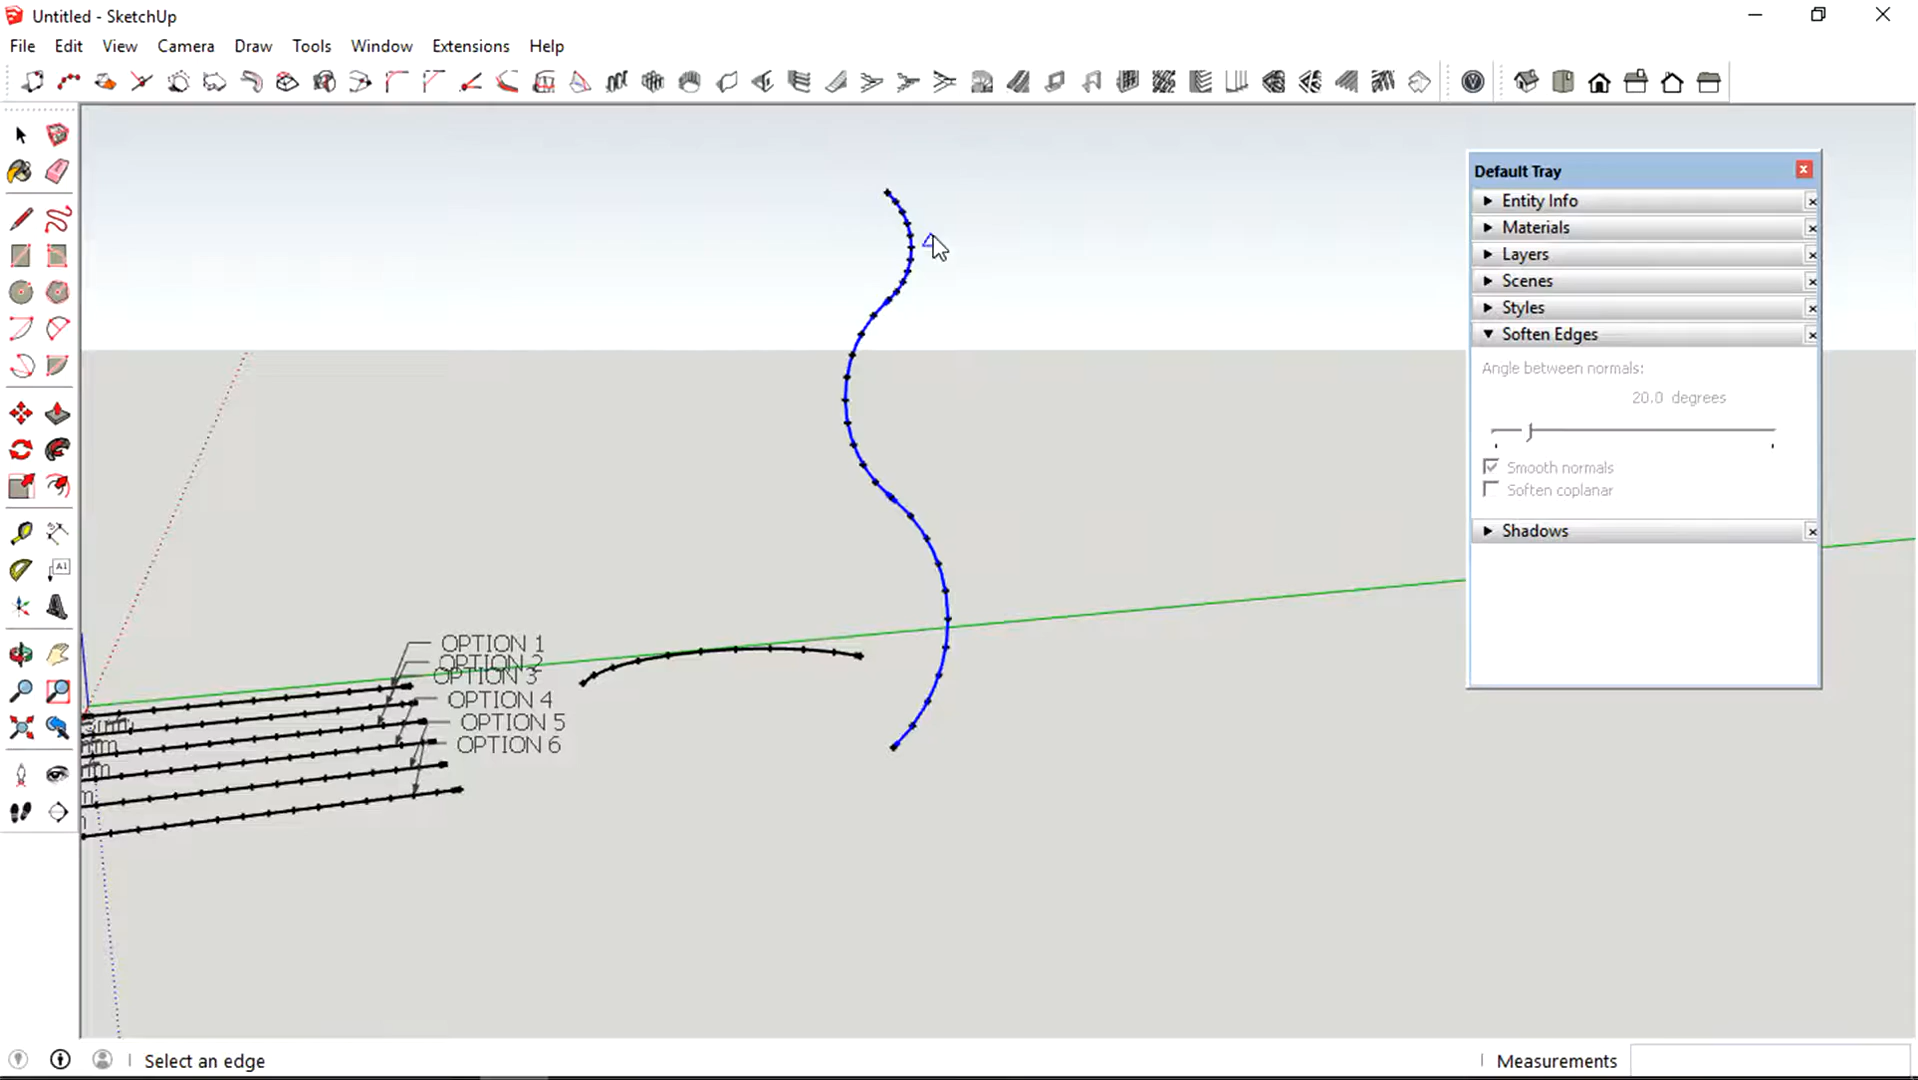 Untitled - SketchUp
File Edit View Camera Draw Tools Window Extensions Help
Default Tray
Entity Info
Materials
Layers
Scenes
Styles
Soften Edges
Angle between normals:
20.0 degrees
Smooth normals
Soften coplanar
Shadows
OPTION 1
OPTION 2
OPTION 3
OPTION 4
OPTION 5
OPTION 6
Select an edge
Measurements